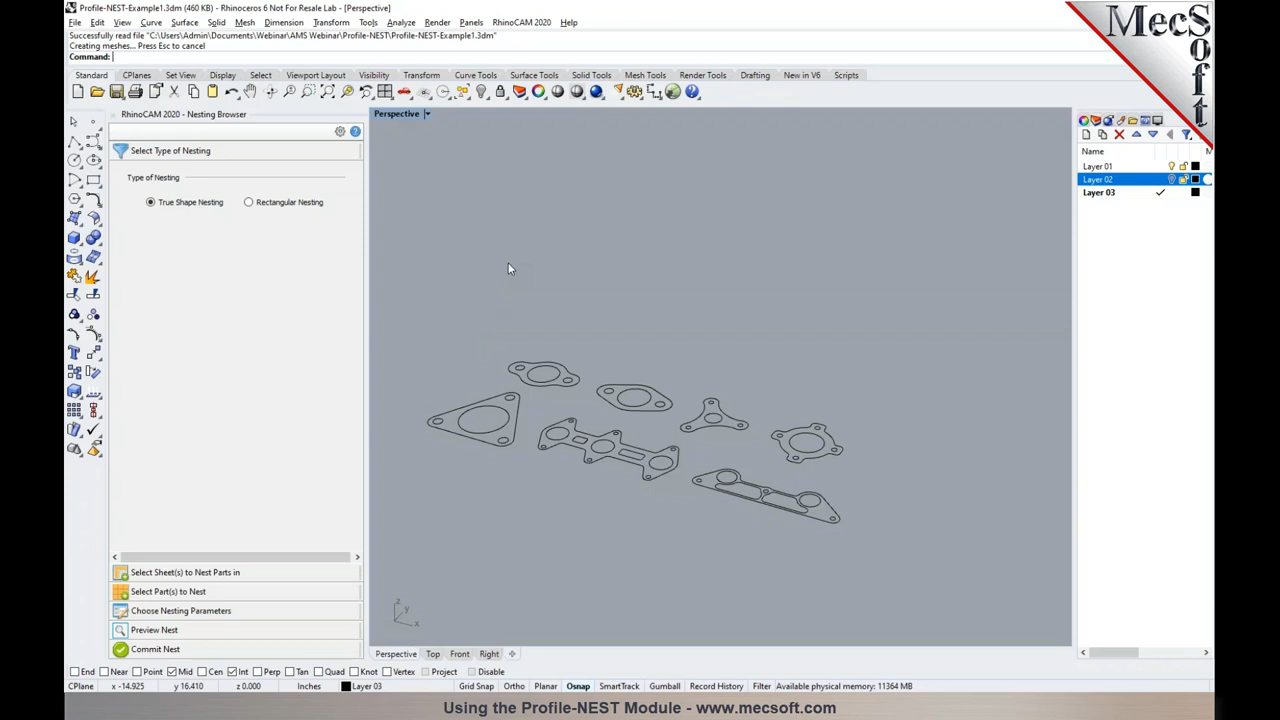 Profile-NEST-Example1.3dm (460 KB) - Rhinoceros 6 Not For Resale Lab - [Perspective]
File Edit View Curve Surface Solid Mesh Dimension Transform Tools Analyze Render Panels RhinoCAM 2020 Help
Successfully read file "C:\Users\Admin\Documents\Webinar\AMS Webinar\Profile-NEST\Profile-NEST-Example1.3dm"
Creating meshes... Press Esc to cancel
Command:
Standard CPlanes Set View Display Select Viewport Layout Visibility Transform Curve Tools Surface Tools Solid Tools Mesh Tools Render Tools Drafting New in V6 Scripts
MecSoft
RhinoCAM 2020 - Nesting Browser
Select Type of Nesting
Type of Nesting
True Shape Nesting Rectangular Nesting
Select Sheet(s) to Nest Parts in
Select Part(s) to Nest
Choose Nesting Parameters
Preview Nest
Commit Nest
Perspective
z
y
x
Name M
Layer 01
Layer 02
Layer 03
Perspective Top Front Right
End Near Point Mid Cen Int Perp Tan Quad Knot Vertex Project Disable
CPlane x -14.925 y 16.410 z 0.000 Inches Layer 03 Grid Snap Ortho Planar Osnap SmartTrack Gumball Record History Filter Available physical memory: 11364 MB
Using the Profile-NEST Module - www.mecsoft.com